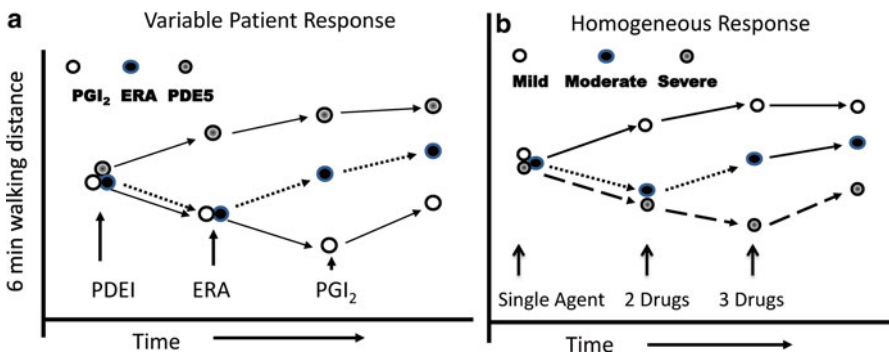 a
Variable Patient Response
PGI₂ ERA PDE5
6 min walking distance
PDEI ERA PGI₂
Time
b
Homogeneous Response
Mild Moderate Severe
Single Agent 2 Drugs 3 Drugs
Time